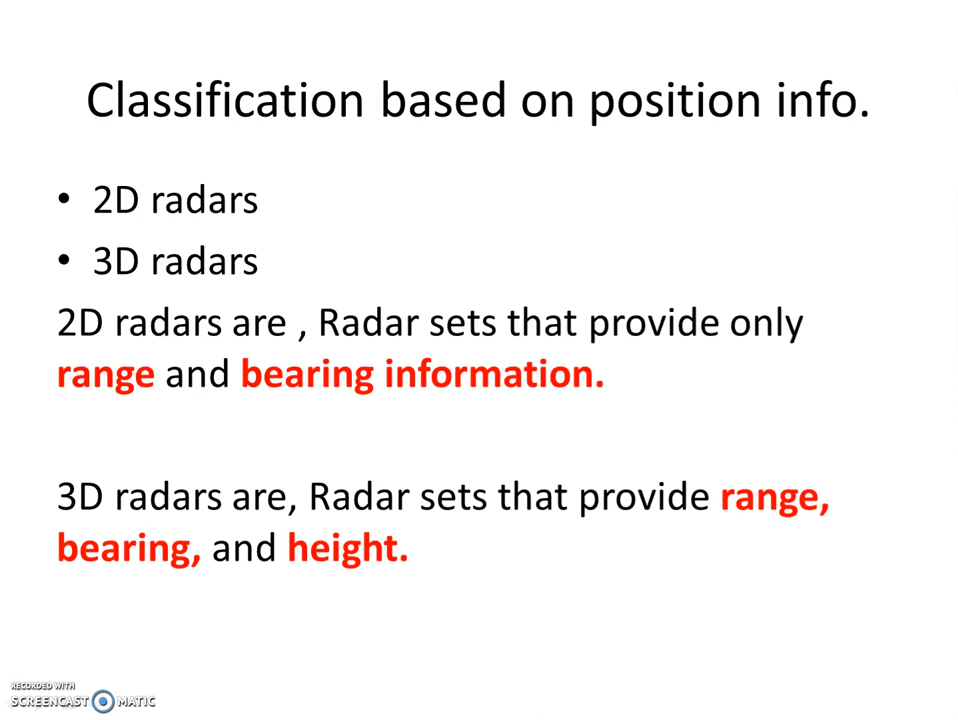 Classification based on position info.
• 2D radars
• 3D radars
2D radars are , Radar sets that provide only
range and bearing information.
3D radars are, Radar sets that provide range,
bearing, and height.
RECORDED WITH
SCREENCAST MATIC